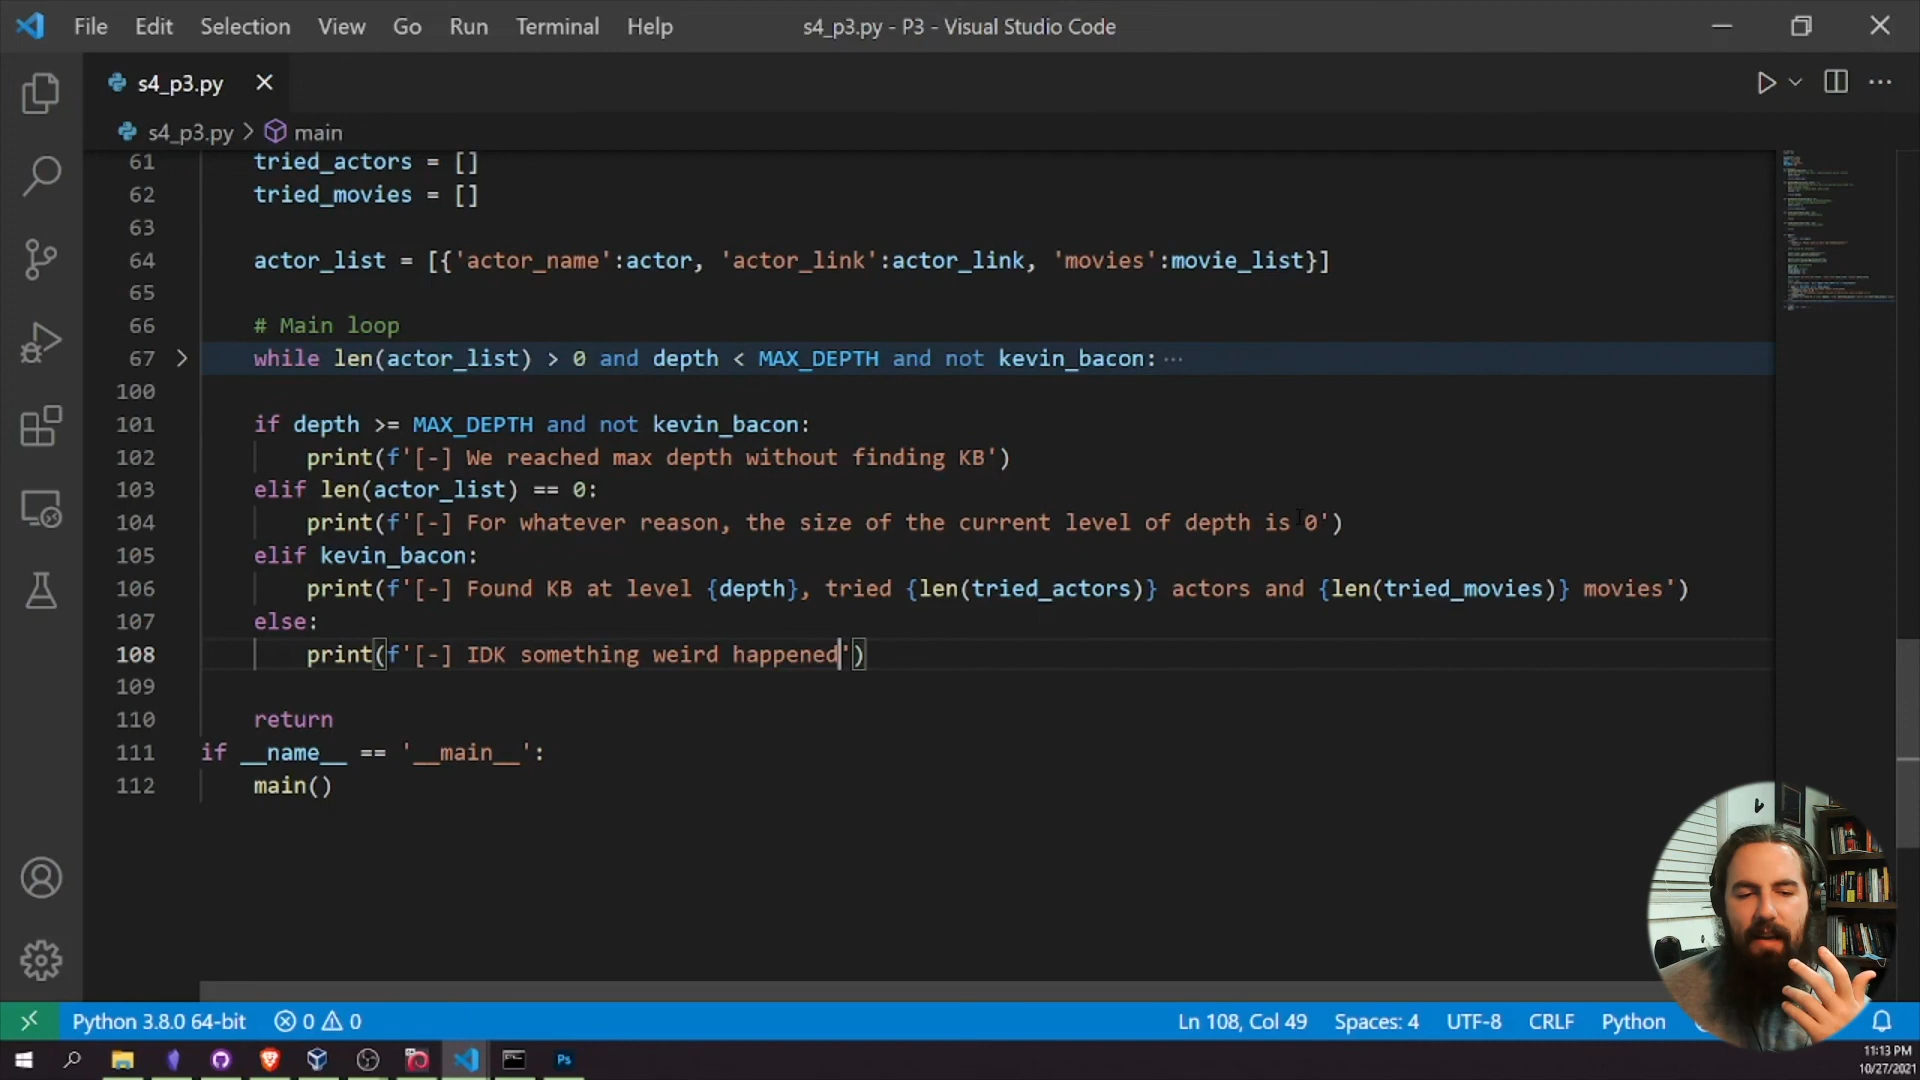 File Edit Selection View Go Run Terminal Help s4_p3.py - P3 - Visual Studio Code
s4_p3.py
s4_p3.py > main
61 tried_actors = []
62 tried_movies = []
63
64 actor_list = [{'actor_name':actor, 'actor_link':actor_link, 'movies':movie_list}]
65
66 # Main loop
67 while len(actor_list) > 0 and depth < MAX_DEPTH and not kevin_bacon: ...
100
101 if depth >= MAX_DEPTH and not kevin_bacon:
102 print(f'[-] We reached max depth without finding KB')
103 elif len(actor_list) == 0:
104 print(f'[-] For whatever reason, the size of the current level of depth is 0')
105 elif kevin_bacon:
106 print(f'[-] Found KB at level {depth}, tried {len(tried_actors)} actors and {len(tried_movies)} movies')
107 else:
108 print(f'[-] IDK something weird happened')
109
110 return
111 if __name__ == '__main__':
112 main()
Python 3.8.0 64-bit 0 0 Ln 108, Col 49 Spaces: 4 UTF-8 CRLF Python
Ps
11:13 PM
10/27/2021